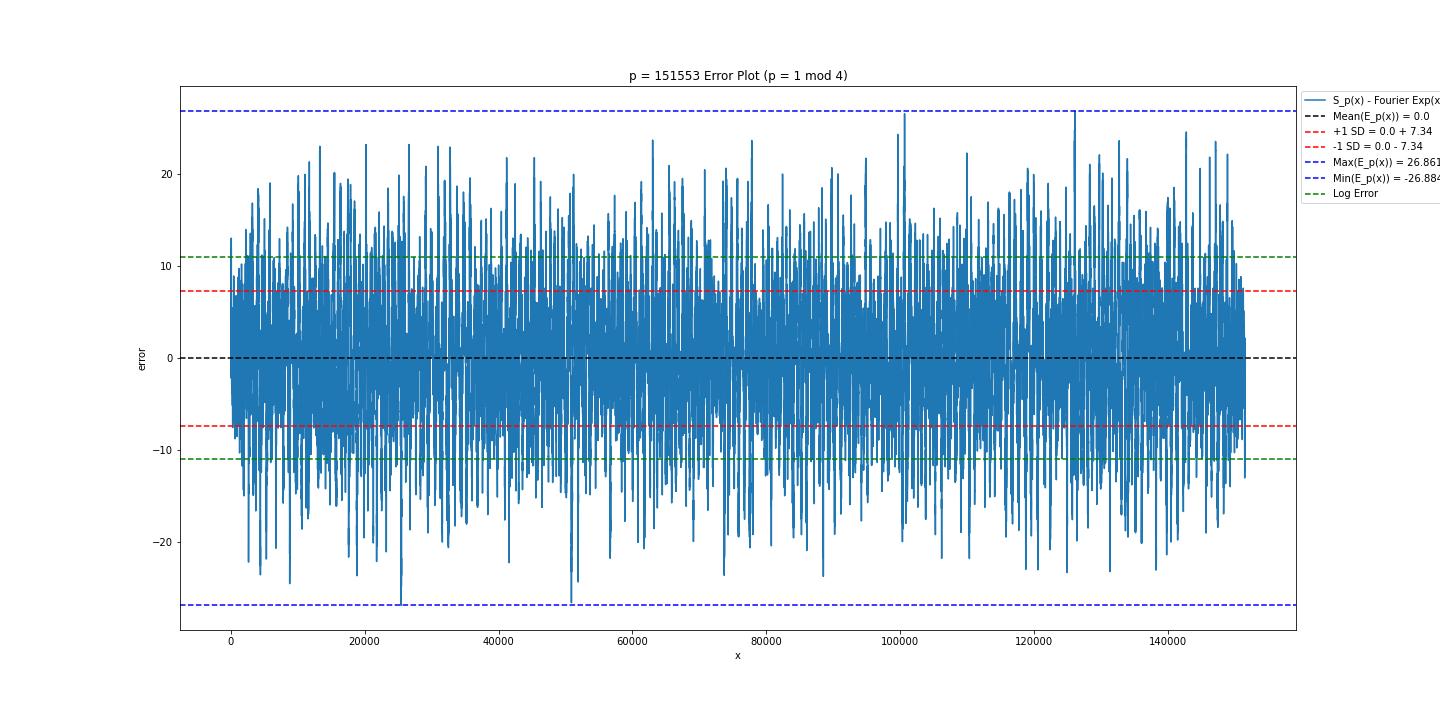 p = 151553 Error Plot (p = 1 mod 4)
S_p(x) - Fourier Exp(x
Mean(E_p(x)) = 0.0
+1 SD = 0.0 + 7.34
-1 SD = 0.0 - 7.34
Max(E_p(x)) = 26.861
Min(E_p(x)) = -26.884
Log Error
error
20
10
0
−10
−20
0 20000 40000 60000 80000 100000 120000 140000
x